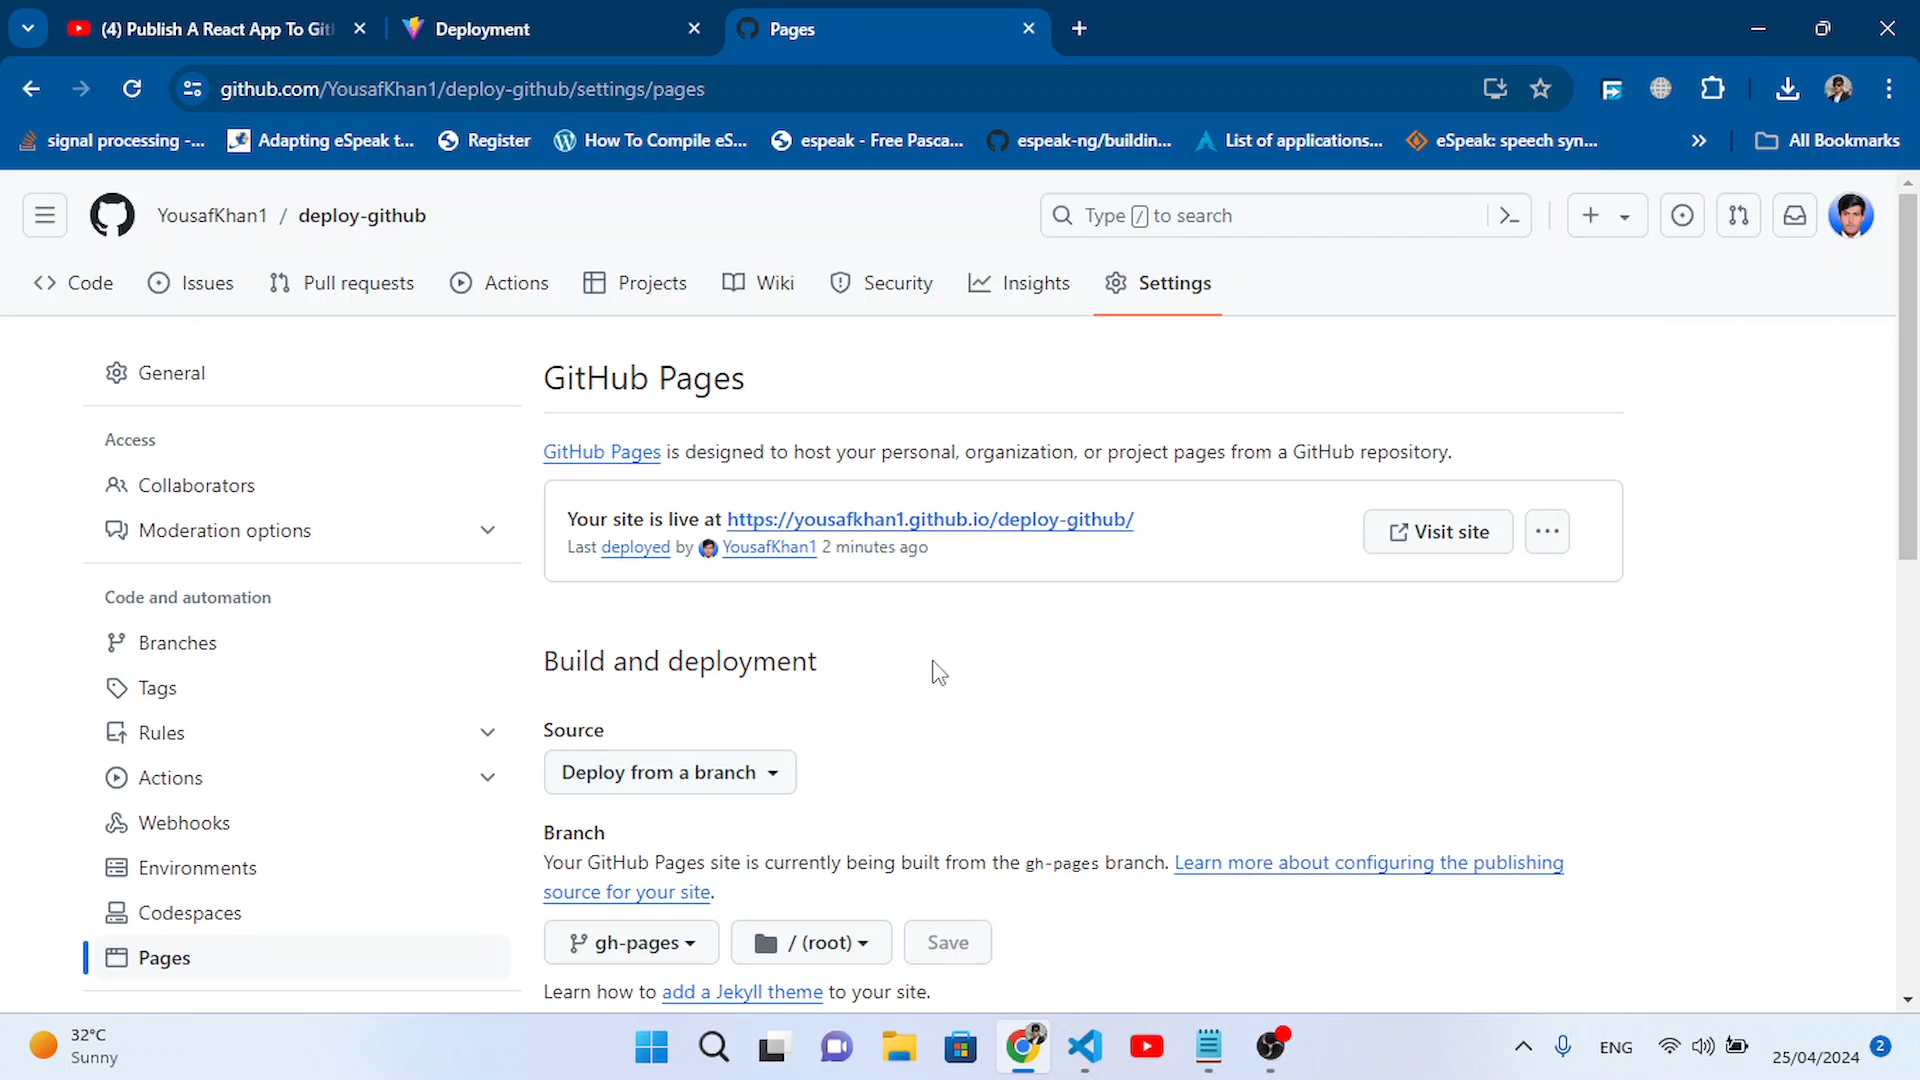 (4) Publish A React App To Git
Deployment
Pages
github.com/YousafKhan1/deploy-github/settings/pages
signal processing -...
Adapting eSpeak t...
Register
How To Compile eS...
espeak - Free Pasca...
espeak-ng/buildin...
List of applications...
eSpeak: speech syn...
All Bookmarks
YousafKhan1 / deploy-github
Type / to search
Code
Issues
Pull requests
Actions
Projects
Wiki
Security
Insights
Settings
General
Access
Collaborators
Moderation options
Code and automation
Branches
Tags
Rules
Actions
Webhooks
Environments
Codespaces
Pages
GitHub Pages
GitHub Pages is designed to host your personal, organization, or project pages from a GitHub repository.
Your site is live at https://yousafkhan1.github.io/deploy-github/
Last deployed by YousafKhan1 2 minutes ago
Visit site
Build and deployment
Source
Deploy from a branch
Branch
Your GitHub Pages site is currently being built from the gh-pages branch. Learn more about configuring the publishing
source for your site.
gh-pages
/ (root)
Save
Learn how to add a Jekyll theme to your site.
32°C
Sunny
ENG
25/04/2024
2